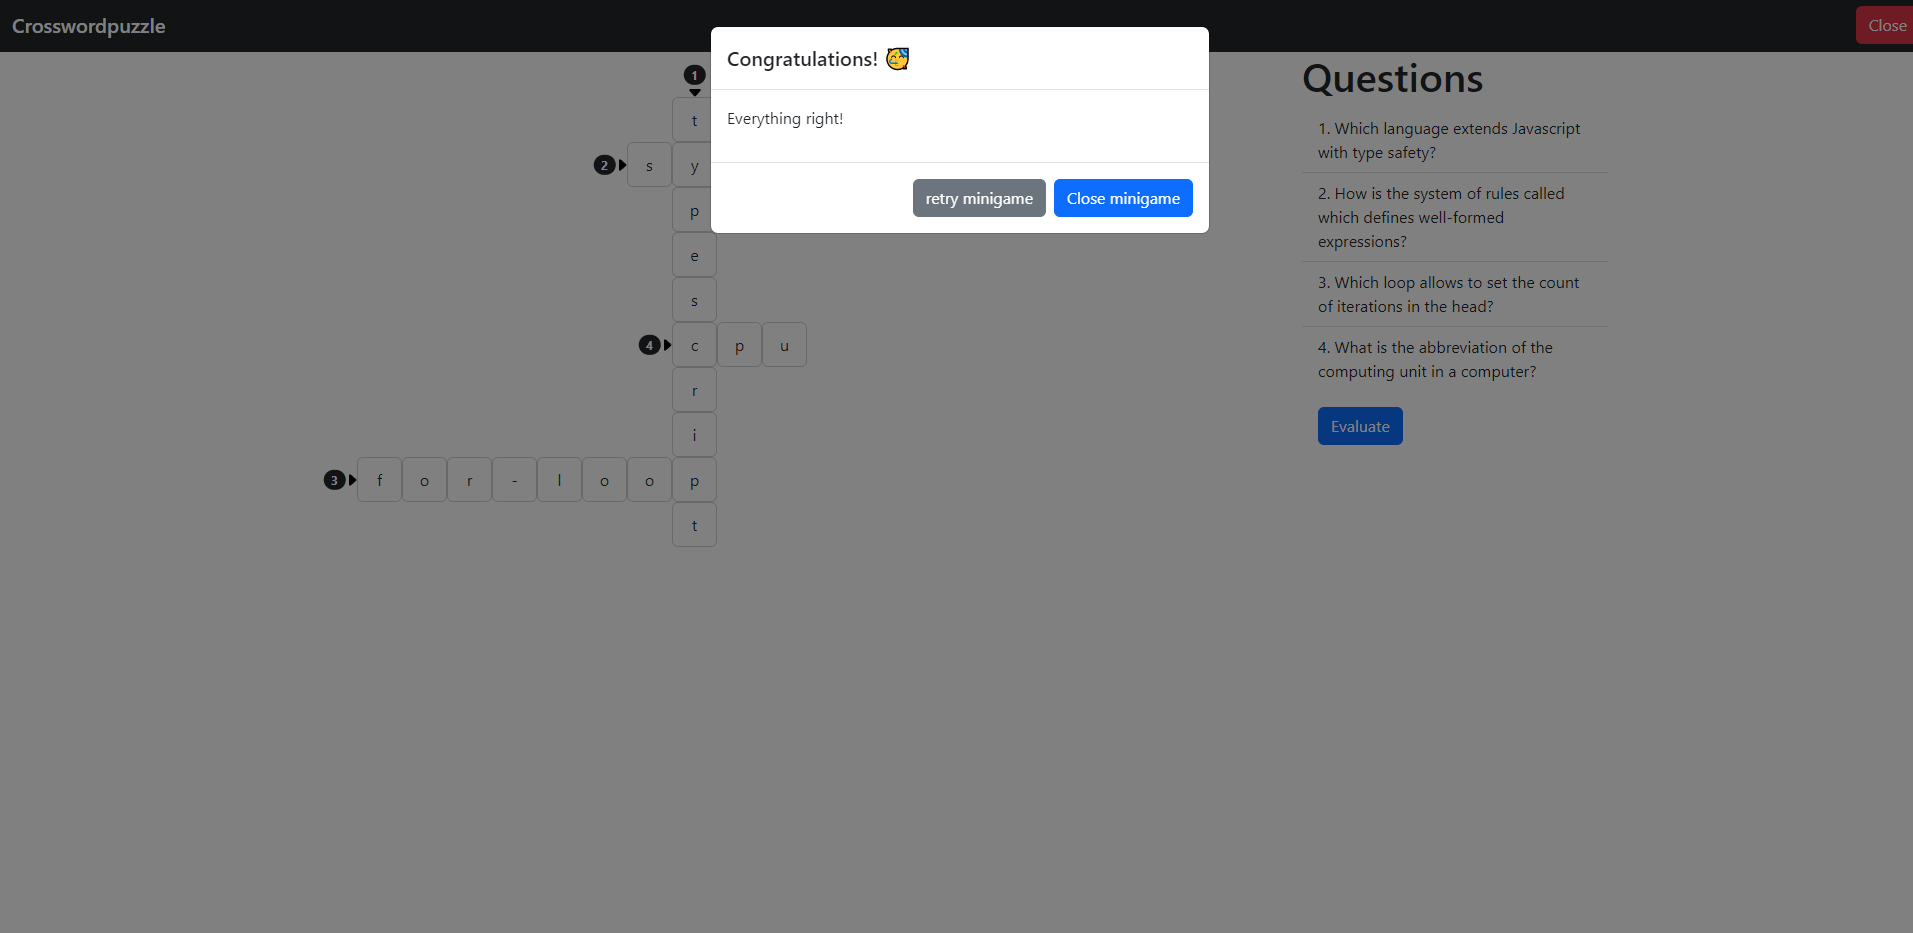 Crosswordpuzzle
Close
Congratulations!
Everything right!
retry minigame
Close minigame
1
t
2
s y
p
e
s
4
c p u
r
i
3
f o r - l o o p
t
Questions
1. Which language extends Javascript
with type safety?
2. How is the system of rules called
which defines well-formed
expressions?
3. Which loop allows to set the count
of iterations in the head?
4. What is the abbreviation of the
computing unit in a computer?
Evaluate